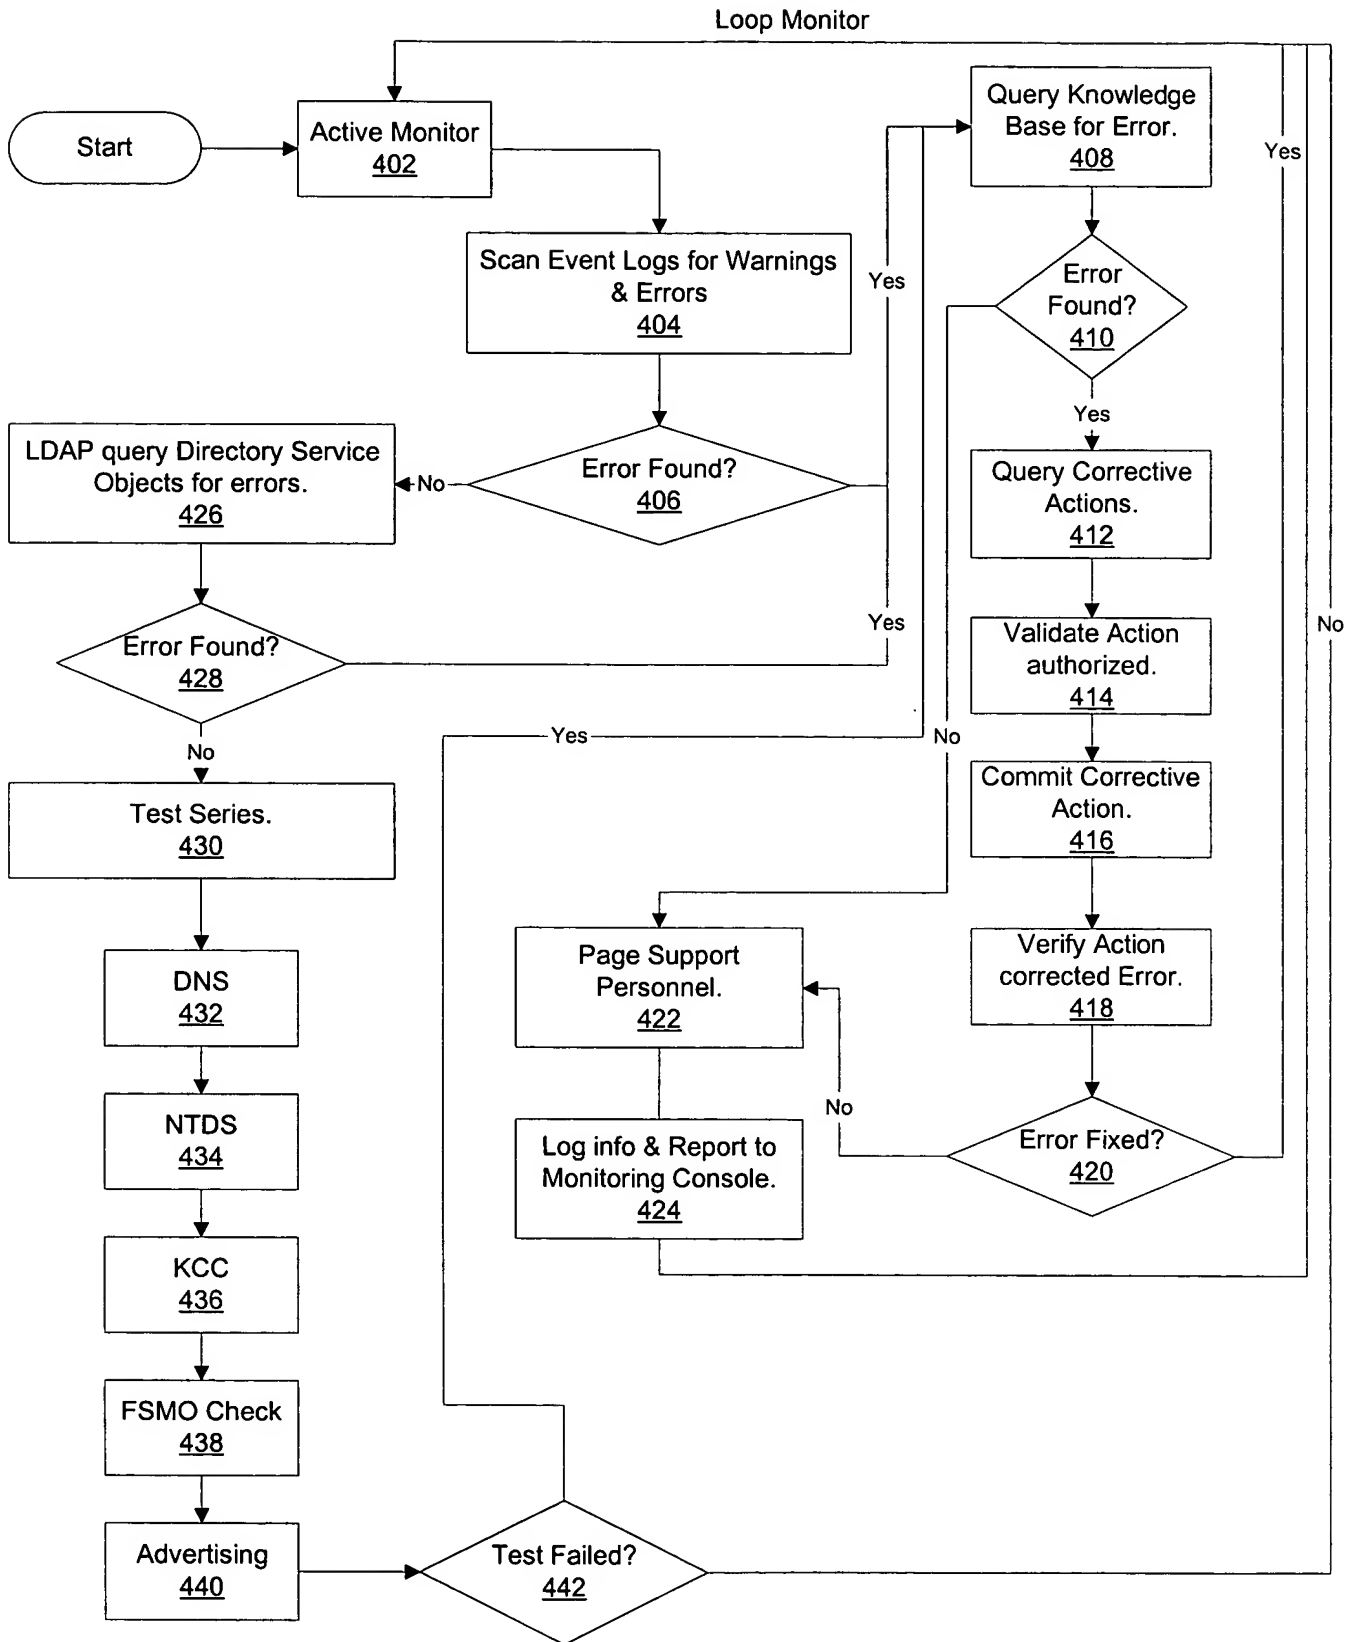 Loop Monitor
Start
Active Monitor
402
Query Knowledge
Base for Error.
408
Yes
Scan Event Logs for Warnings
& Errors
404
Yes
Error
Found?
410
Yes
LDAP query Directory Service
Objects for errors.
426
No
Error Found?
406
Query Corrective
Actions.
412
Error Found?
428
Yes
Validate Action
authorized.
414
No
No
Yes
No
Test Series.
430
Commit Corrective
Action.
416
DNS
432
Page Support
Personnel.
422
Verify Action
corrected Error.
418
NTDS
434
No
Log info & Report to
Monitoring Console.
424
Error Fixed?
420
KCC
436
FSMO Check
438
Advertising
440
Test Failed?
442